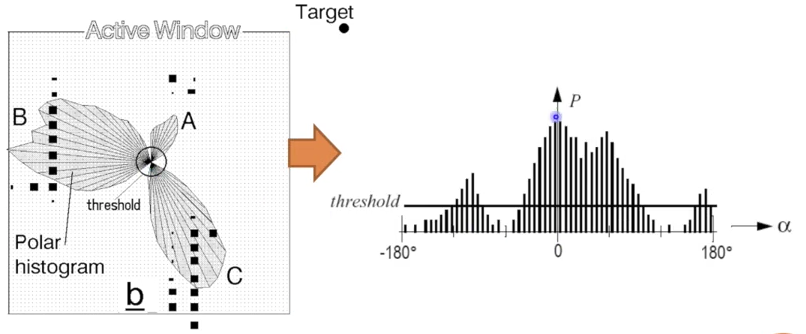 Target
Active Window
B
A
threshold
Polar
histogram
C
b
P
threshold
α
-180°
0
180°